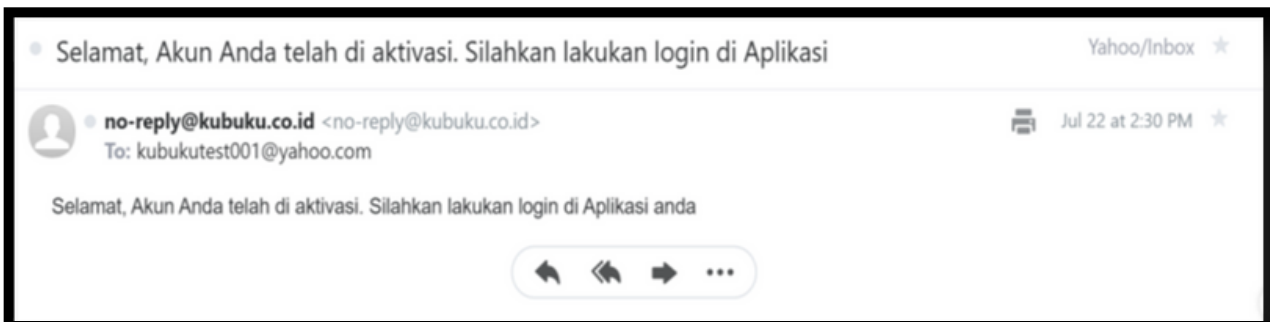 Selamat, Akun Anda telah di aktivasi. Silahkan lakukan login di Aplikasi
Yahoo/Inbox
no-reply@kubuku.co.id <no-reply@kubuku.co.id>
Jul 22 at 2:30 PM
To: kubukutest001@yahoo.com
Selamat, Akun Anda telah di aktivasi. Silahkan lakukan login di Aplikasi anda